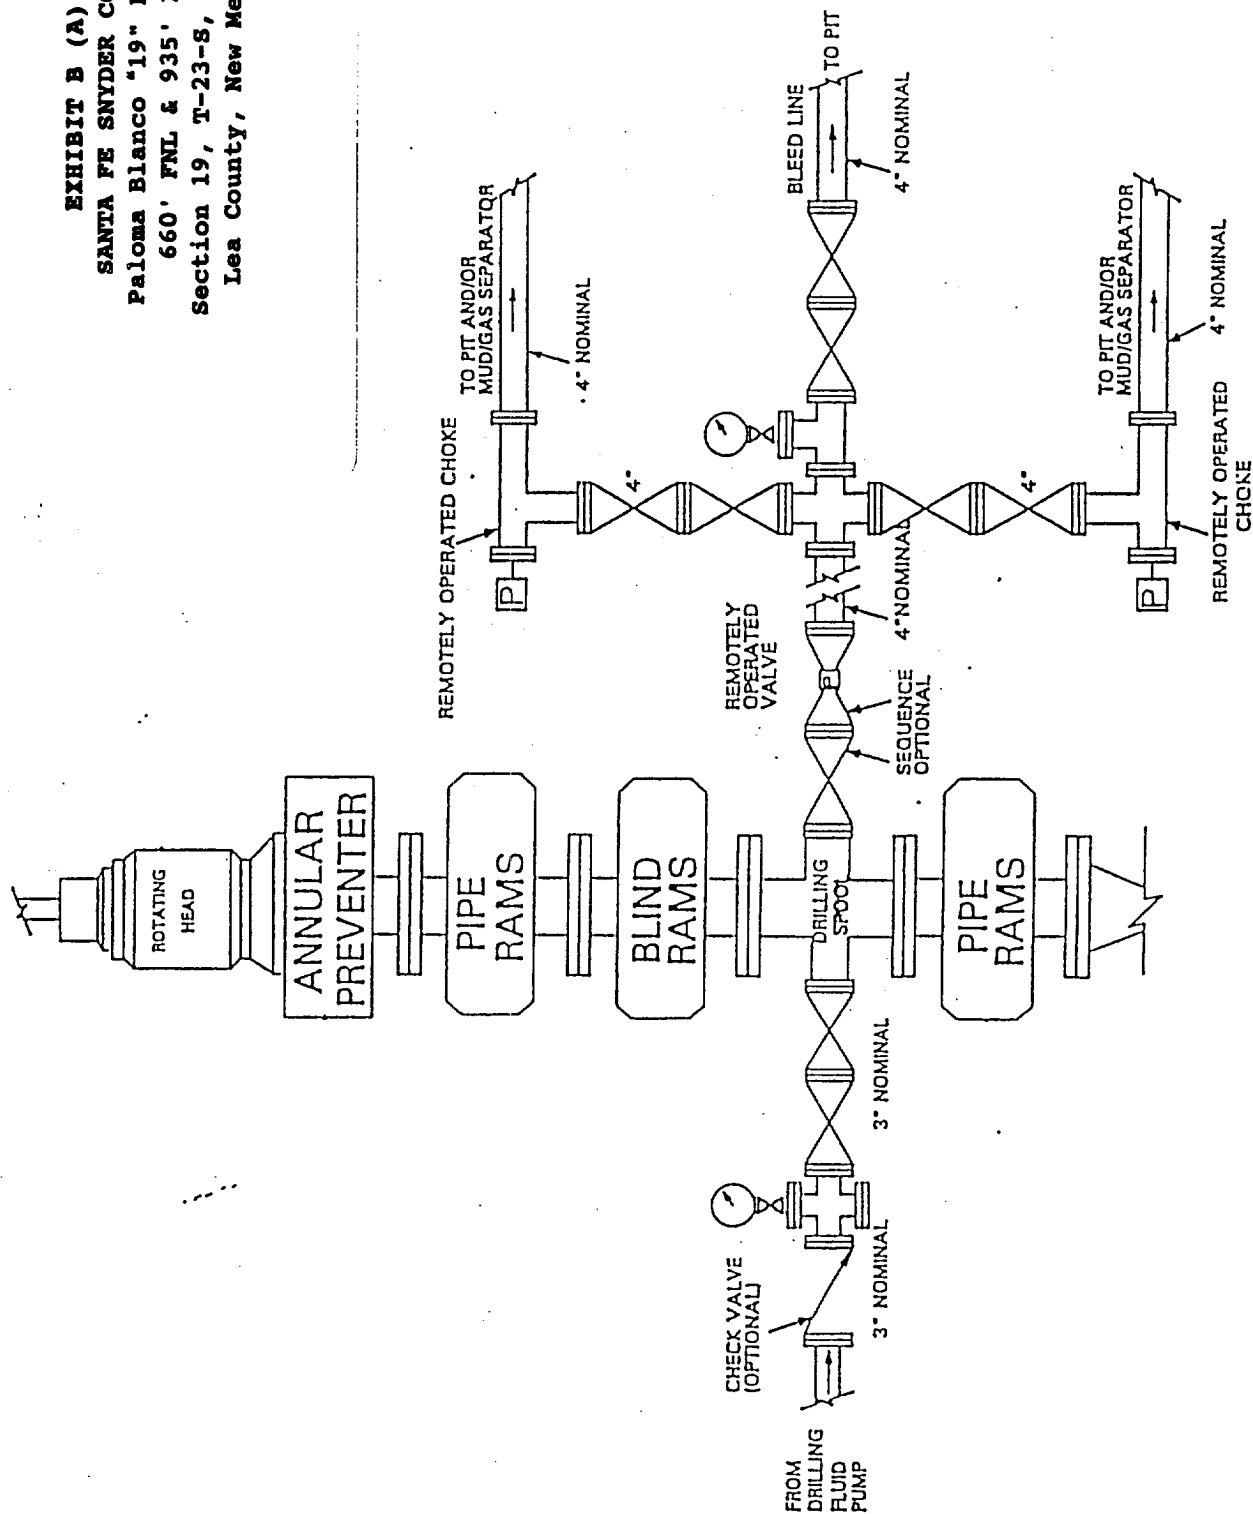 EXHIBIT B (A)
SANTA FE SNYDER
Paloma Blanco "19"
660' FNL & 935'
Section 19, T-23-S,
Lea County, New
ROTATING
HEAD
ANNULAR
PREVENTER
PIPE
RAMS
BLIND
RAMS
DRILLING
SPOOL
PIPE
RAMS
FROM
DRILLING
FLUID
PUMP
CHECK VALVE
(OPTIONAL)
3" NOMINAL
3" NOMINAL
SEQUENCE
OPTIONAL
REMOTELY
OPERATED
VALVE
P
4" NOMINAL
REMOTELY OPERATED CHOKE
P
TO PIT AND/OR
MUD/GAS SEPARATOR
4" NOMINAL
4"
BLEED LINE
TO PIT
4" NOMINAL
4"
TO PIT AND/OR
MUD/GAS SEPARATOR
4" NOMINAL
P
REMOTELY OPERATED
CHOKE